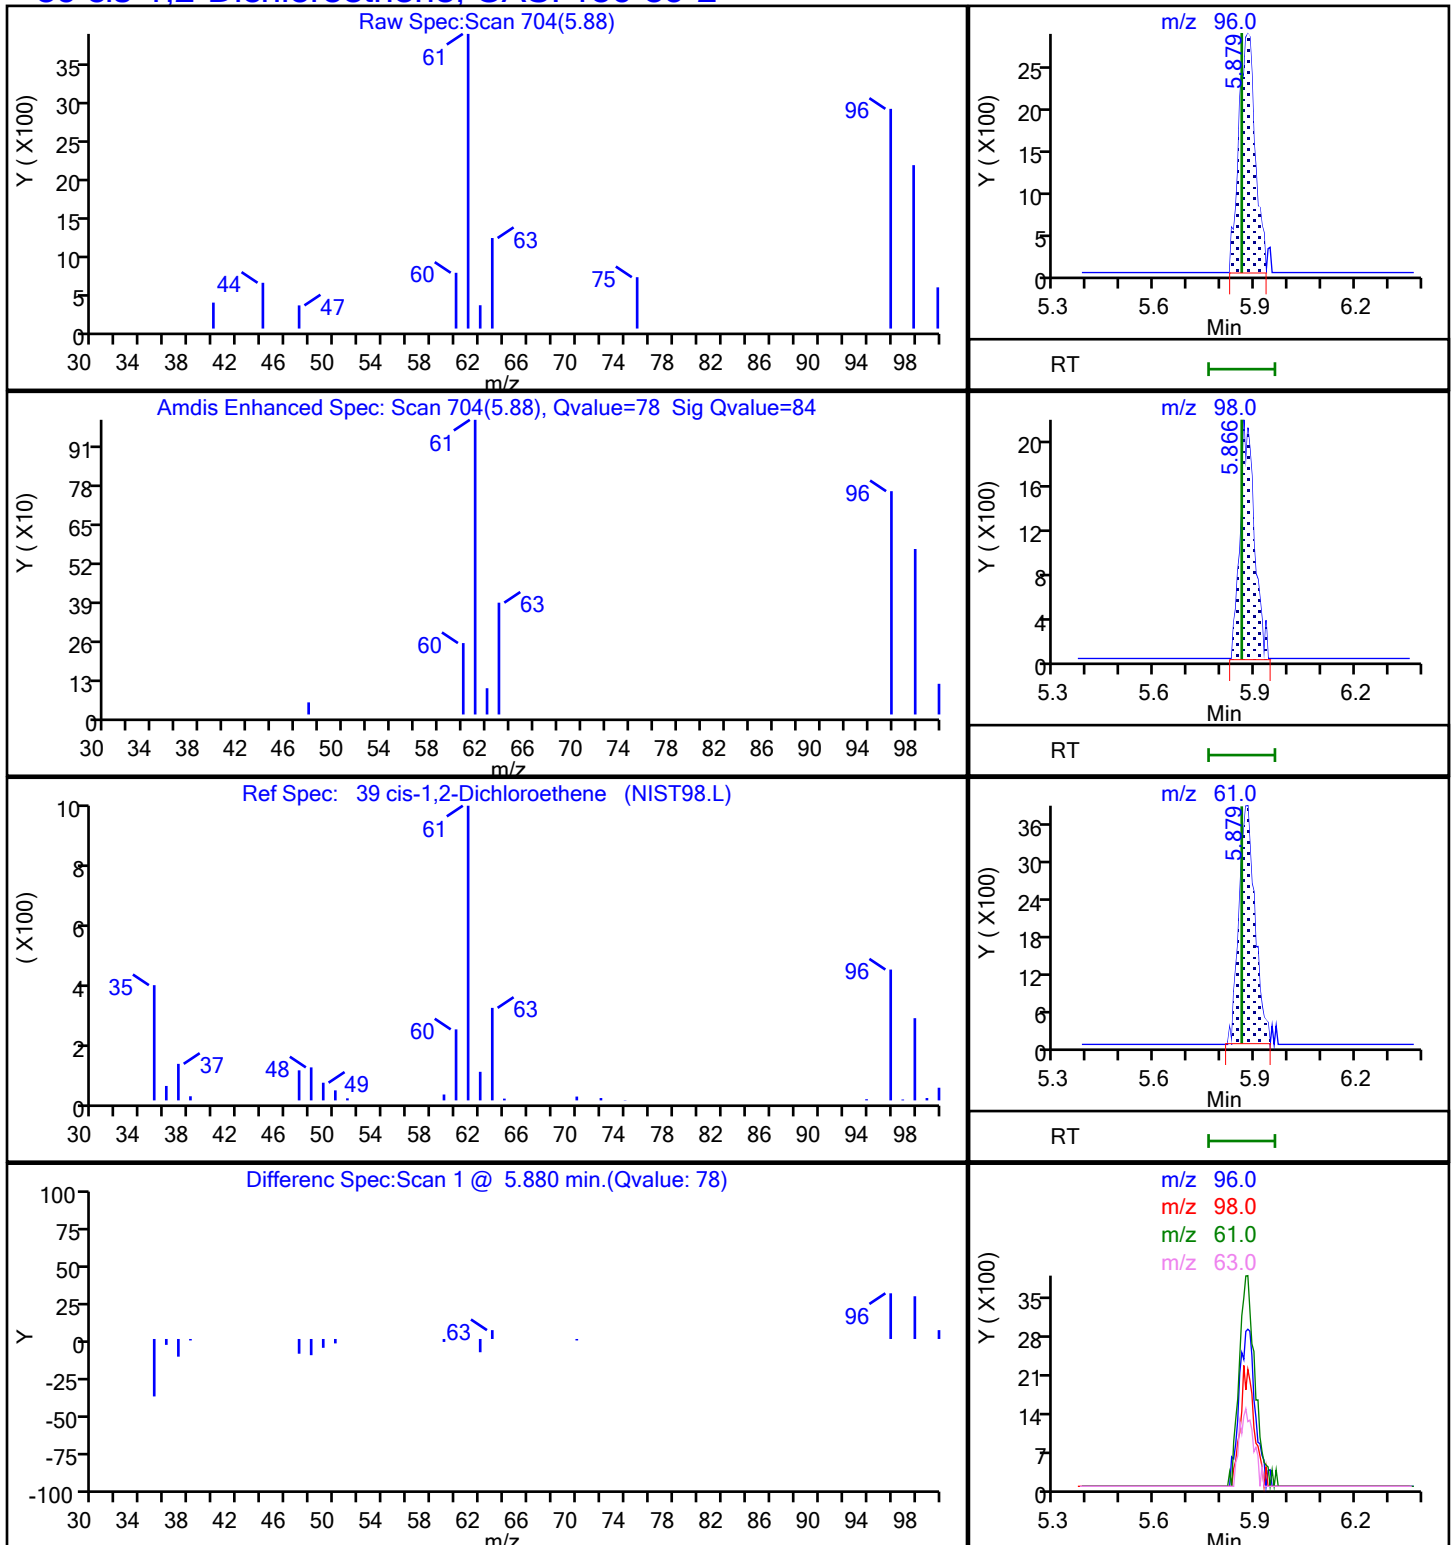 39 cis-1,2-Dichloroethene, CAS: 156-59-2
Raw Spec:Scan 704(5.88)
Y ( X100)
35
30
25
20
15
10
5
0
61
96
63
60
75
44
47
30 34 38 42 46 50 54 58 62 66 70 74 78 82 86 90 94 98
m/z
m/z 96.0
Y ( X100)
25
20
15
10
5
0
5.879
5.3 5.6 5.9 6.2
Min
RT
Amdis Enhanced Spec: Scan 704(5.88), Qvalue=78 Sig Qvalue=84
Y ( X10)
91
78
65
52
39
26
13
0
61
96
63
60
30 34 38 42 46 50 54 58 62 66 70 74 78 82 86 90 94 98
m/z
m/z 98.0
Y ( X100)
20
16
12
8
4
0
5.866
5.3 5.6 5.9 6.2
Min
RT
Ref Spec: 39 cis-1,2-Dichloroethene (NIST98.L)
( X100)
10
8
6
4
2
0
61
96
35
63
60
37
48
49
30 34 38 42 46 50 54 58 62 66 70 74 78 82 86 90 94 98
m/z 61.0
Y ( X100)
36
30
24
18
12
6
0
5.879
5.3 5.6 5.9 6.2
Min
RT
Differenc Spec:Scan 1 @ 5.880 min.(Qvalue: 78)
Y
100
75
50
25
0
-25
-50
-75
-100
63
96
30 34 38 42 46 50 54 58 62 66 70 74 78 82 86 90 94 98
m/z
m/z 96.0
m/z 98.0
m/z 61.0
m/z 63.0
Y ( X100)
35
28
21
14
7
0
5.3 5.6 5.9 6.2
Min